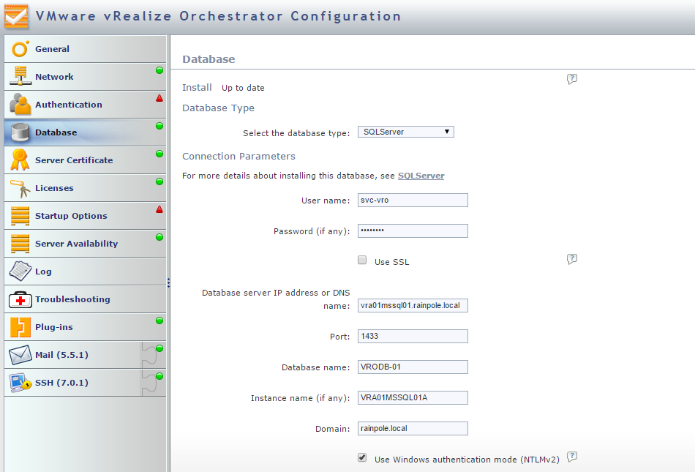 VMware vRealize Orchestrator Configuration
General
Network
Authentication
Database
Server Certificate
Licenses
Startup Options
Server Availability
Log
Troubleshooting
Plug-ins
Mail (5.5.1)
SSH (7.0.1)
Database
Install Up to date
Database Type
Select the database type: SQLServer
Connection Parameters
For more details about installing this database, see SQLServer
User name: svc-vro
Password (if any): ********
Use SSL
Database server IP address or DNS
name: vra01mssql01.rainpole.local
Port: 1433
Database name: VRODB-01
Instance name (if any): VRA01MSSQL01A
Domain: rainpole.local
Use Windows authentication mode (NTLMv2)